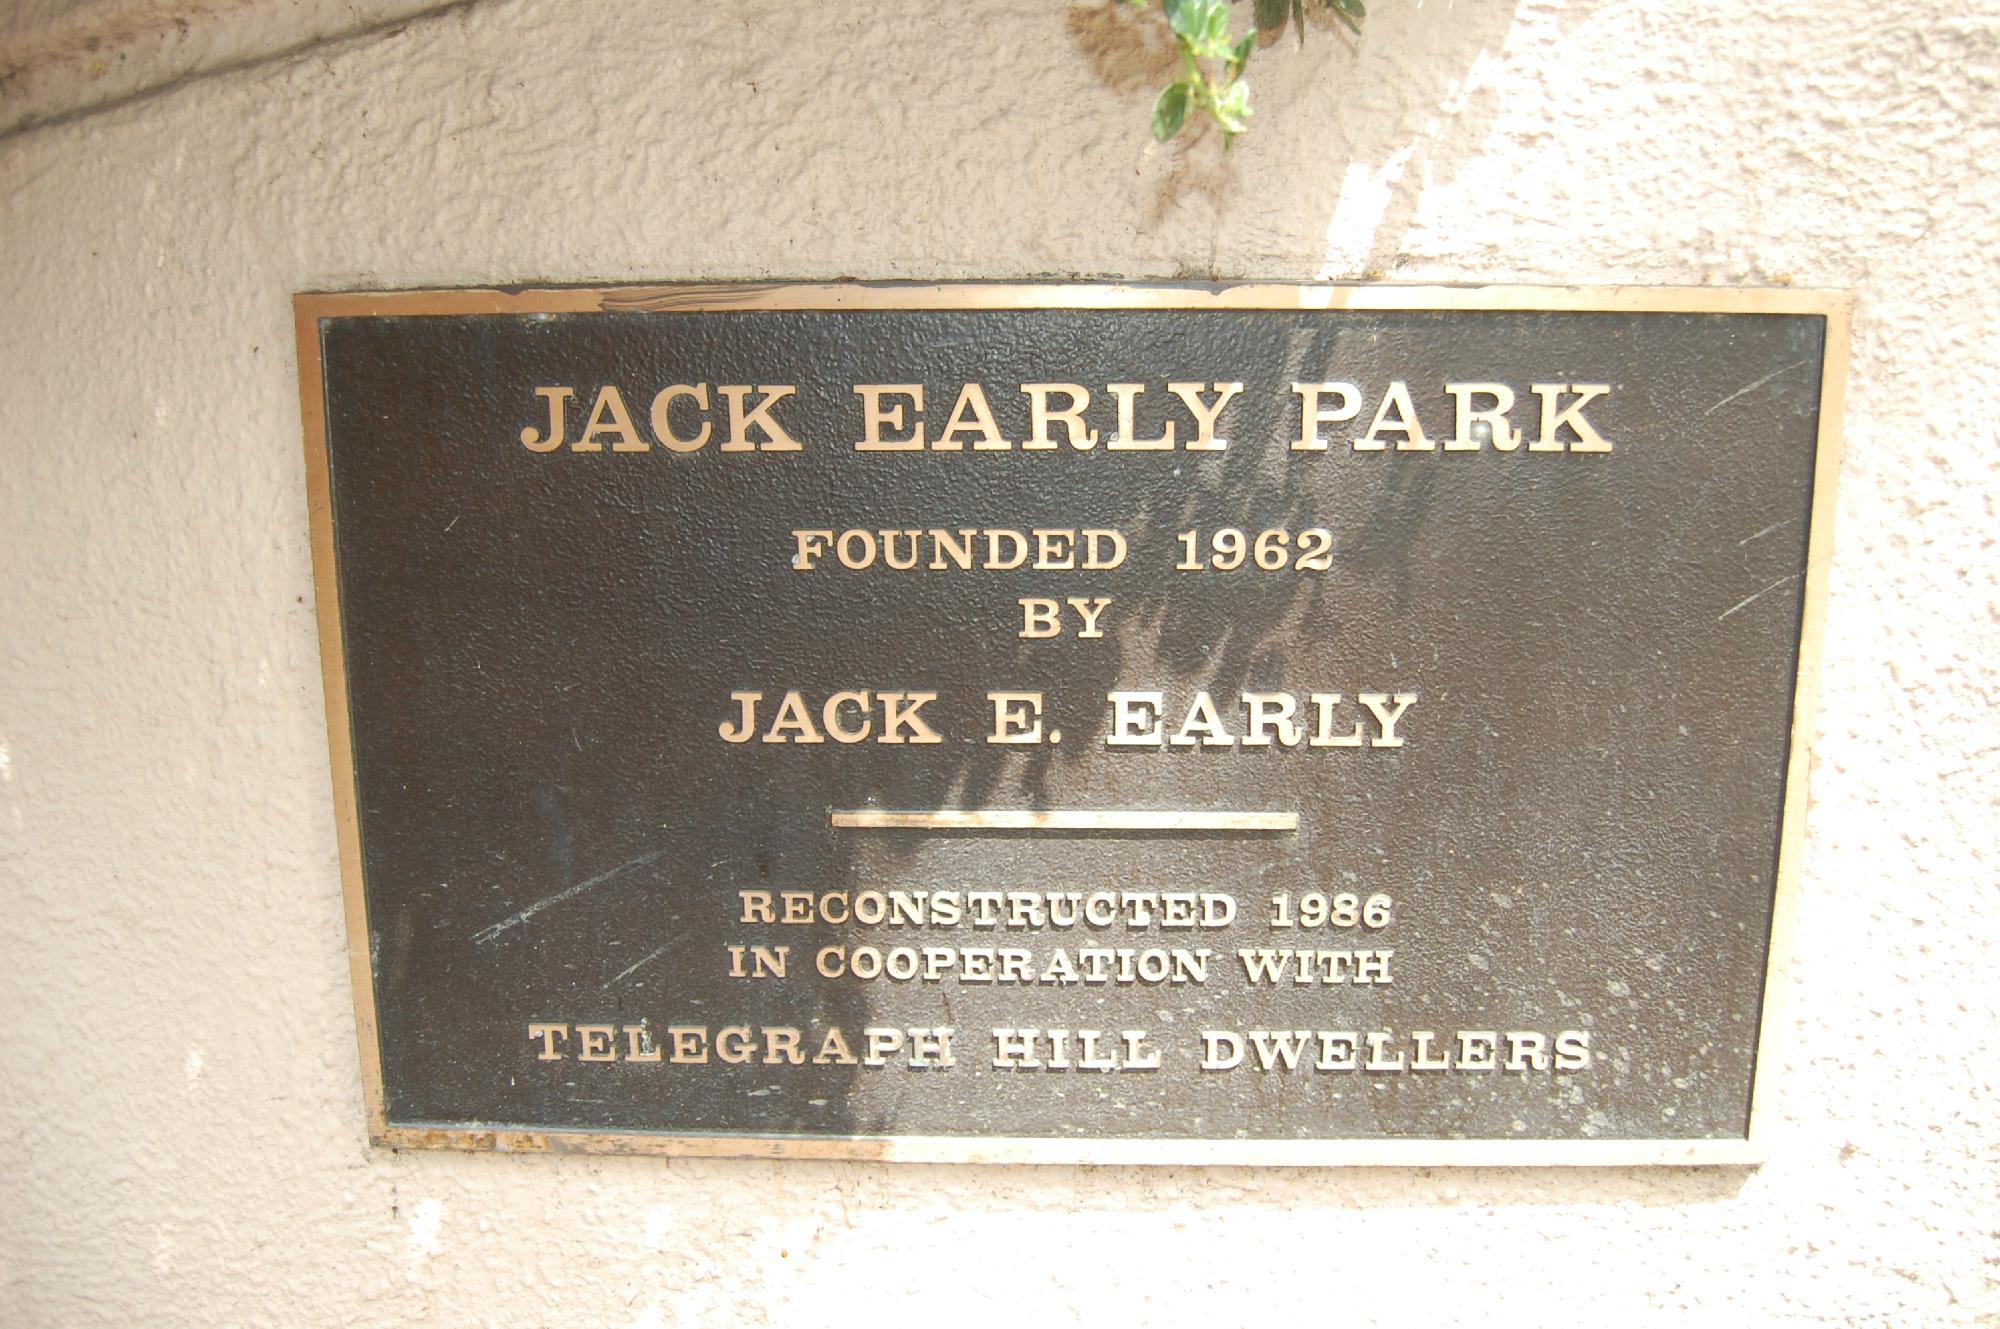 JACK EARLY PARK
FOUNDED 1962
BY
JACK E. EARLY
RECONSTRUCTED 1986
IN COOPERATION WITH
TELEGRAPH HILL DWELLERS